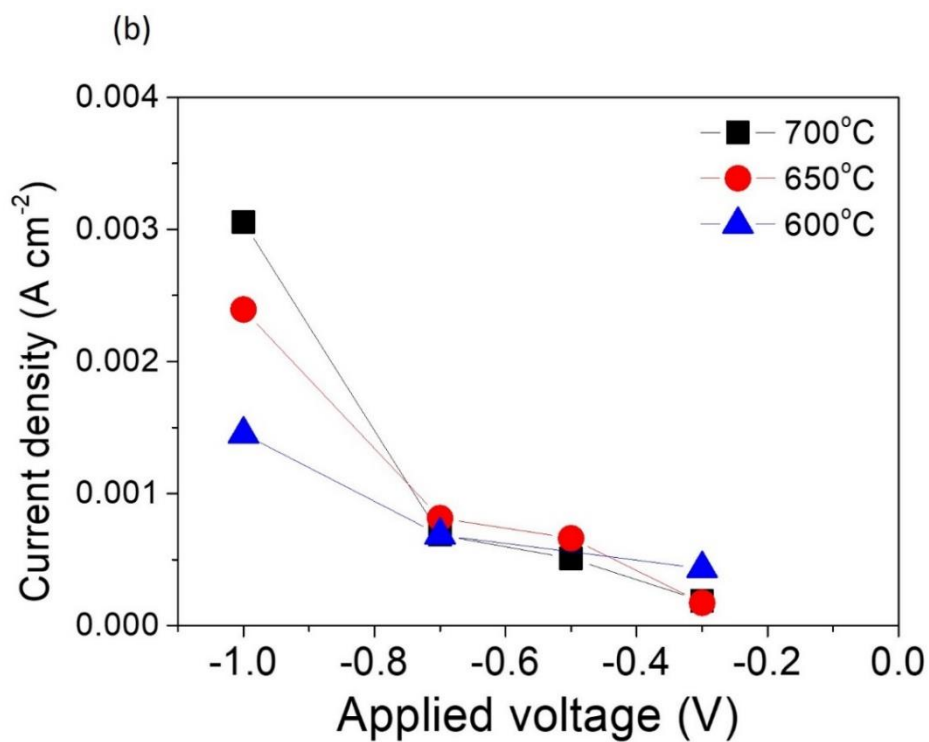 (b)
0.004
0.003
0.002
0.001
0.000
Current density (A cm⁻²)
700°C
650°C
600°C
-1.0
-0.8
-0.6
-0.4
-0.2
0.0
Applied voltage (V)